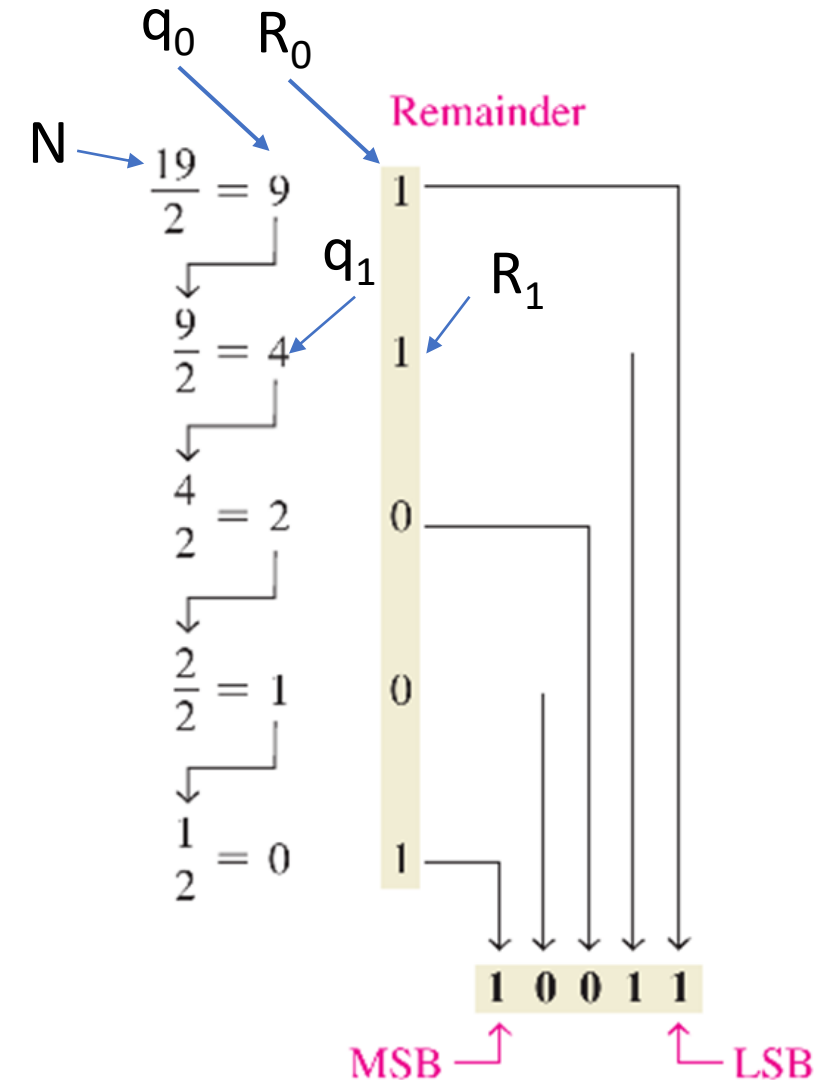 q₀ R₀
Remainder
N 19/2 = 9 1
q₁ R₁
9/2 = 4 1
4 2 = 2 0
2/2 = 1 0
1 2 = 0 1
1 0 0 1 1
MSB LSB